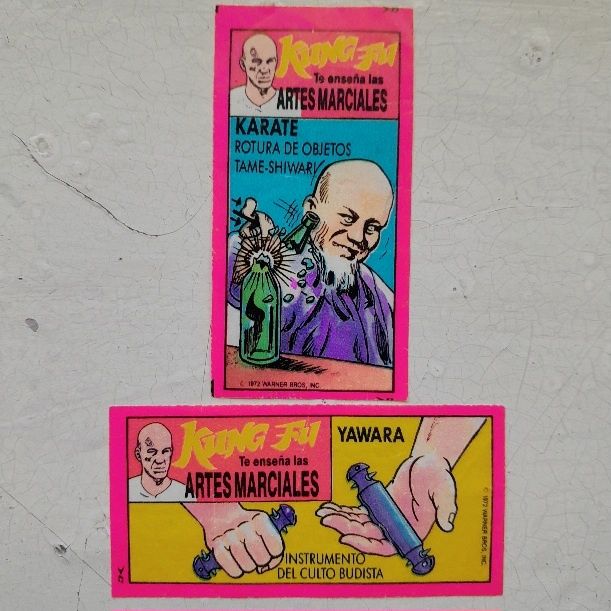 KUNG FU
Te enseña las
ARTES MARCIALES
KARATE
ROTURA DE OBJETOS
TAME-SHIWARI
© 1972 WARNER BROS, INC.
KUNG FU
Te enseña las
ARTES MARCIALES
YAWARA
INSTRUMENTO
DEL CULTO BUDISTA
© 1972 WARNER BROS, INC.